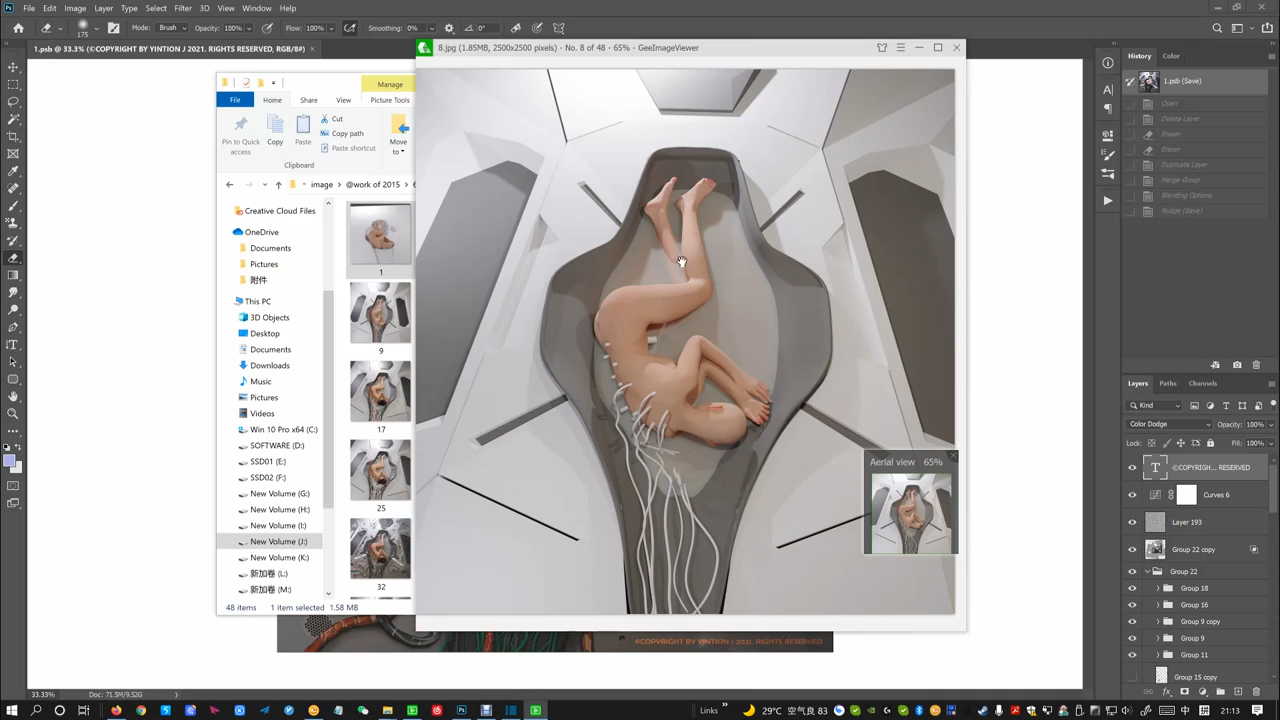 File Edit Image Layer Type Select Filter 3D View Window Help
Mode: Brush Opacity: 100% Flow: 100% Smoothing: 0% 0°
175
1.psb @ 33.3% (©COPYRIGHT BY YINTION J 2021. RIGHTS RESERVED, RGB/8#)
8.jpg (1.85MB, 2500x2500 pixels) - No. 8 of 48 - 65% - GeeImageViewer
Manage
File Home Share View Picture Tools
Pin to Quick access
Copy
Paste
Cut
Copy path
Paste shortcut
Move to
Clipboard
image @work of 2015
Creative Cloud Files
OneDrive
Documents
Pictures
附件
This PC
3D Objects
Desktop
Documents
Downloads
Music
Pictures
Videos
Win 10 Pro x64 (C:)
SOFTWARE (D:)
SSD01 (E:)
SSD02 (F:)
New Volume (G:)
New Volume (H:)
New Volume (I:)
New Volume (J:)
New Volume (K:)
新加卷 (L:)
新加卷 (M:)
1
9
17
25
32
48 items 1 item selected 1.58 MB
Aerial view 65%
©COPYRIGHT BY YINTION | 2021. RIGHTS RESERVED
History Color
1.psb (Save)
Open
Delete Layer
Eraser
Eraser
Duplicate Layer
Merge Group
Blending Options
Nudge (Save)
Layers Paths Channels
Kind
Color Dodge Opacity: 100%
Lock: Fill: 100%
©COPYRIGH... RESERVED
Curves 6
Layer 193
Group 22 copy
Group 22
Group 18
Group 16
Group 9 copy
Group 9
Group 11
Group 15 copy
33.33% Doc: 71.5M/9.52G
Links 29°C 空气良 83 21:13